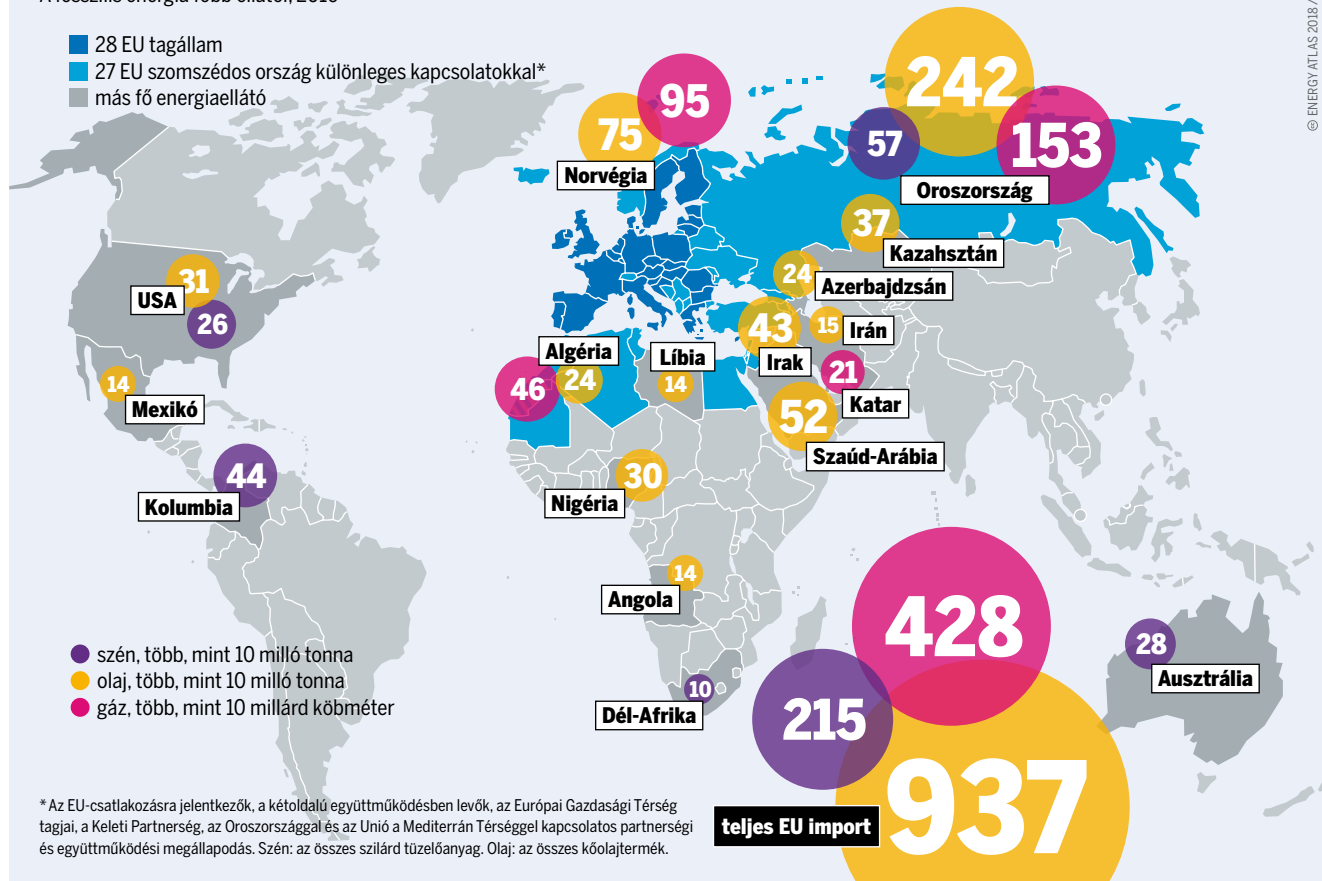 28 EU tagállam
27 EU szomszédos ország különleges kapcsolatokkal*
más fő energiaellátó
© ENERGY ATLAS 2018 /
242
95
75
57
153
Norvégia
Oroszország
37
Kazahsztán
24
Azerbajdzsán
31
USA
26
43
15
Irán
Irak
Algéria
Líbia
46
24
14
21
Katar
14
Mexikó
52
Szaúd-Arábia
44
Kolumbia
30
Nigéria
14
Angola
428
28
Ausztrália
10
Dél-Afrika
215
937
teljes EU import
szén, több, mint 10 milló tonna
olaj, több, mint 10 milló tonna
gáz, több, mint 10 millárd köbméter
* Az EU-csatlakozásra jelentkezők, a kétoldalú együttműködésben levők, az Európai Gazdasági Térség
tagjai, a Keleti Partnerség, az Oroszországgal és az Unió a Mediterrán Térséggel kapcsolatos partnerségi
és együttműködési megállapodás. Szén: az összes szilárd tüzelőanyag. Olaj: az összes kőolajtermék.